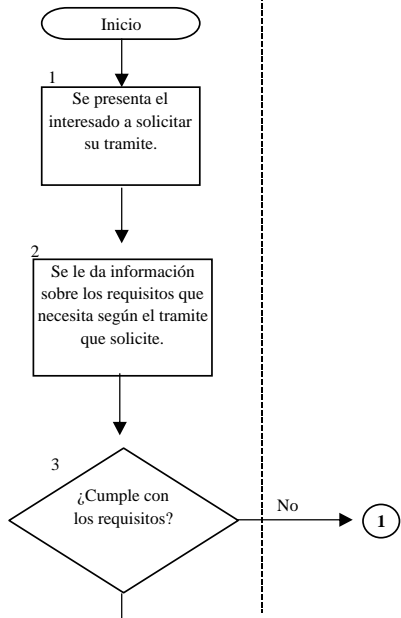 Inicio
1
Se presenta el
interesado a solicitar
su tramite.
2
Se le da información
sobre los requisitos que
necesita según el tramite
que solicite.
3
¿Cumple con
los requisitos?
No
1